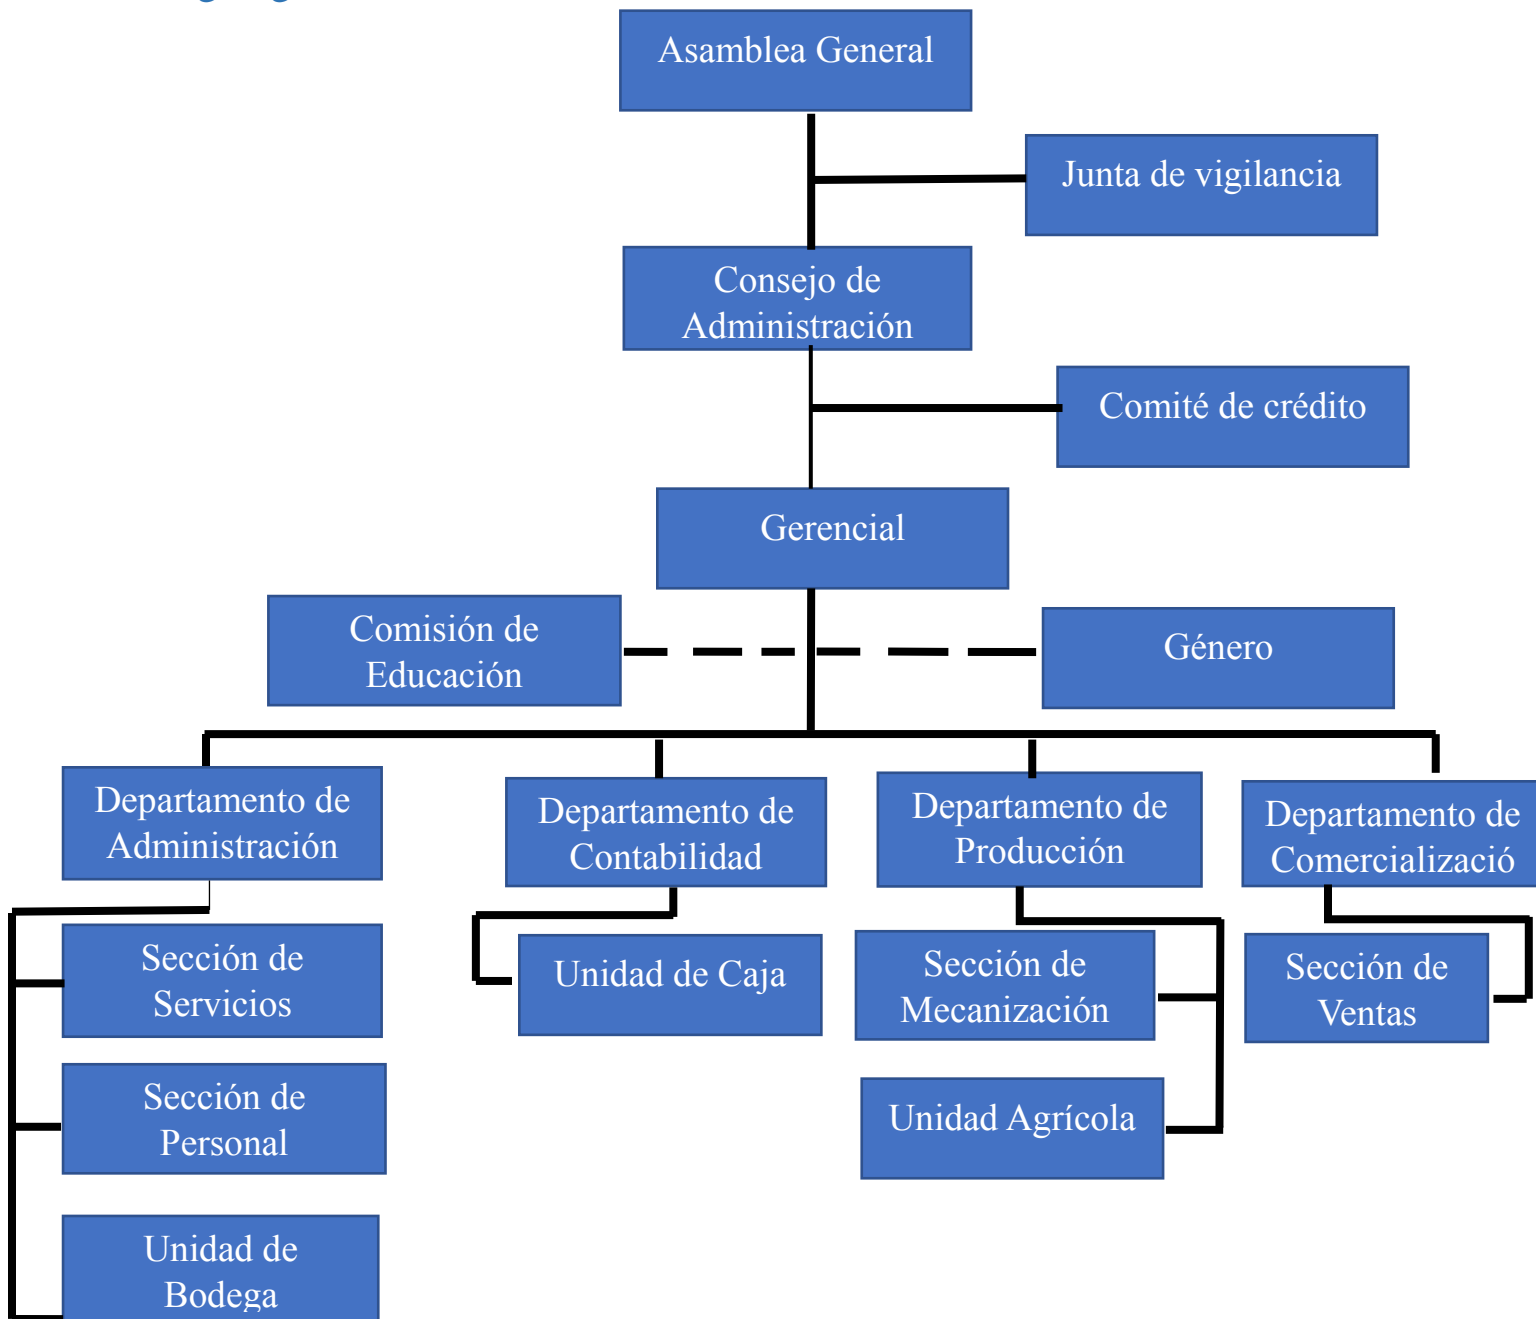 Asamblea General
Junta de vigilancia
Consejo de
Administración
Comité de crédito
Gerencial
Comisión de
Educación
Género
Departamento de
Administración
Departamento de
Contabilidad
Departamento de
Producción
Departamento de
Comercializació
Sección de
Servicios
Unidad de Caja
Sección de
Mecanización
Sección de
Ventas
Sección de
Personal
Unidad Agrícola
Unidad de
Bodega